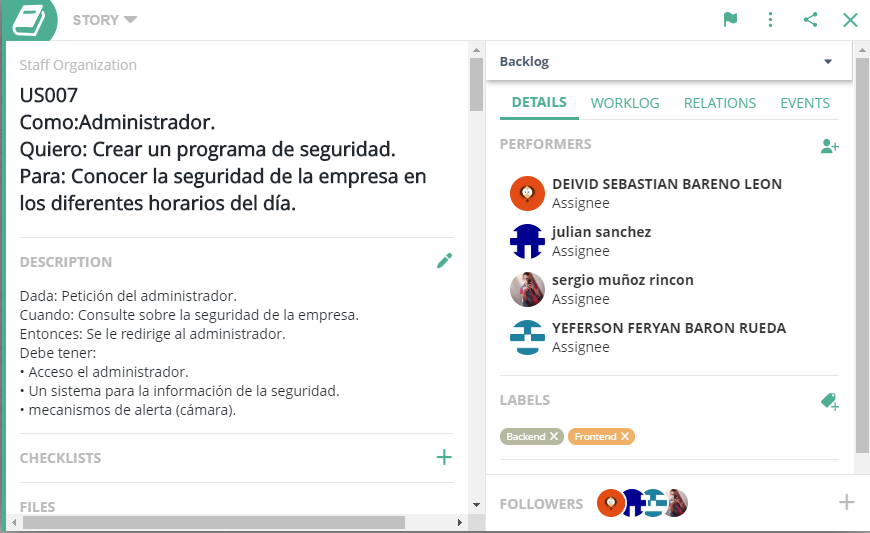 STORY
Staff Organization
US007
Como:Administrador.
Quiero: Crear un programa de seguridad.
Para: Conocer la seguridad de la empresa en
los diferentes horarios del día.
DESCRIPTION
Dada: Petición del administrador.
Cuando: Consulte sobre la seguridad de la empresa.
Entonces: Se le redirige al administrador.
Debe tener:
• Acceso el administrador.
• Un sistema para la información de la seguridad.
• mecanismos de alerta (cámara).
CHECKLISTS
FILES
Backlog
DETAILS WORKLOG RELATIONS EVENTS
PERFORMERS
DEIVID SEBASTIAN BARENO LEON
Assignee
julian sanchez
Assignee
sergio muñoz rincon
Assignee
YEFERSON FERYAN BARON RUEDA
Assignee
LABELS
Backend X Frontend X
FOLLOWERS